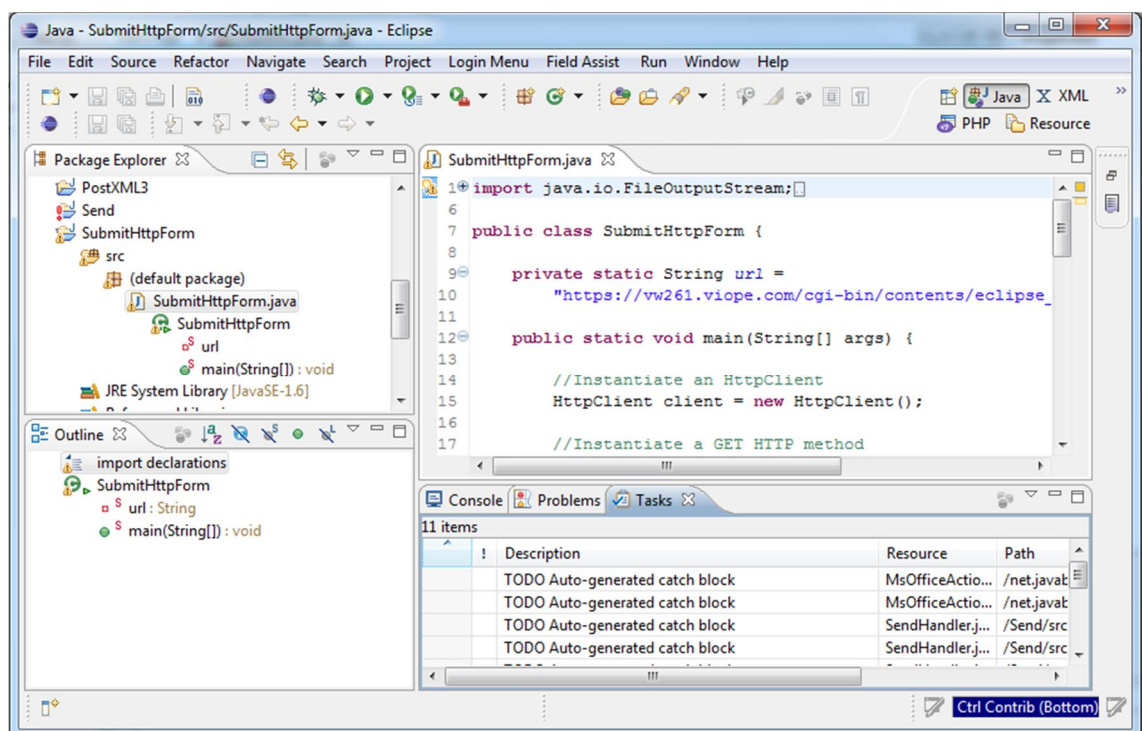 Java - SubmitHttpForm/src/SubmitHttpForm.java - Eclipse
File Edit Source Refactor Navigate Search Project Login Menu Field Assist Run Window Help
Java XML
PHP Resource
Package Explorer
PostXML3
Send
SubmitHttpForm
src
(default package)
SubmitHttpForm.java
SubmitHttpForm
url
main(String[]) : void
JRE System Library [JavaSE-1.6]
Outline
import declarations
SubmitHttpForm
url : String
main(String[]) : void
SubmitHttpForm.java
1 import java.io.FileOutputStream;
6
7 public class SubmitHttpForm {
8
9 private static String url =
10 "https://vw261.viope.com/cgi-bin/contents/eclipse_
11
12 public static void main(String[] args) {
13
14 //Instantiate an HttpClient
15 HttpClient client = new HttpClient();
16
17 //Instantiate a GET HTTP method
Console Problems Tasks
11 items
! Description Resource Path
TODO Auto-generated catch block MsOfficeActio... /net.javab
TODO Auto-generated catch block MsOfficeActio... /net.javab
TODO Auto-generated catch block SendHandler.j... /Send/src
TODO Auto-generated catch block SendHandler.j... /Send/src
Ctrl Contrib (Bottom)